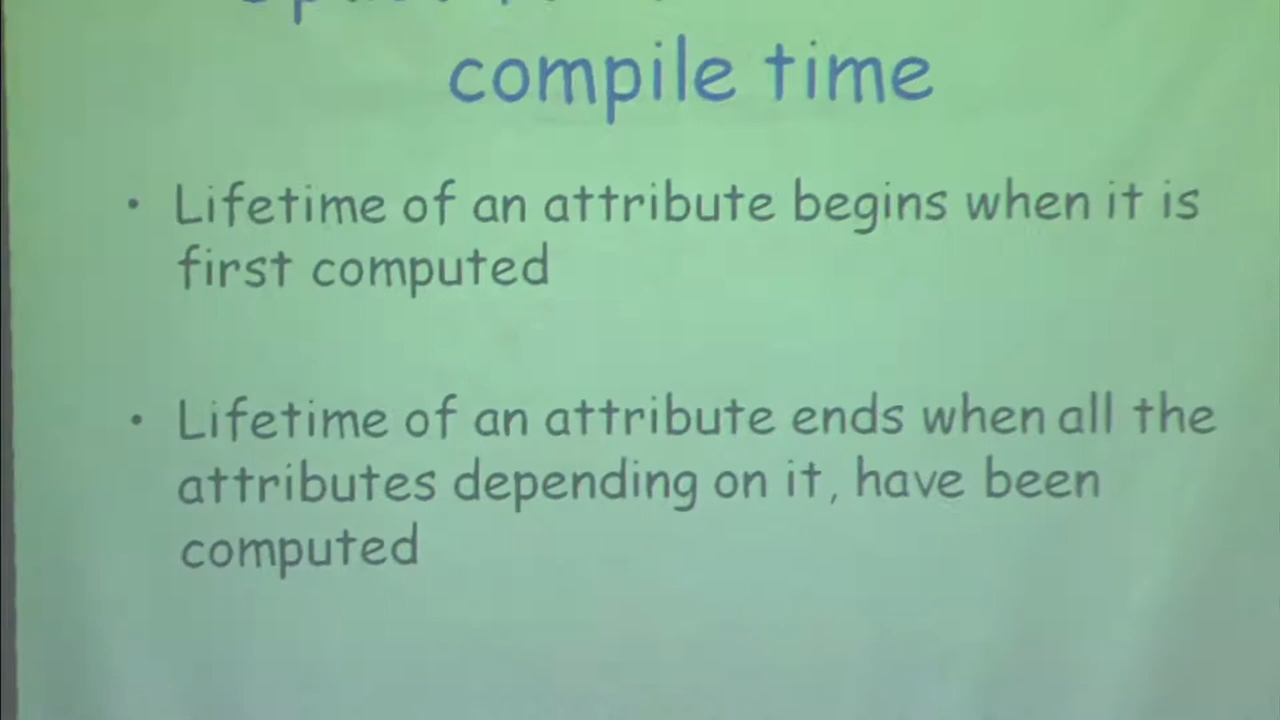 compile time
• Lifetime of an attribute begins when it is
first computed
• Lifetime of an attribute ends when all the
attributes depending on it, have been
computed